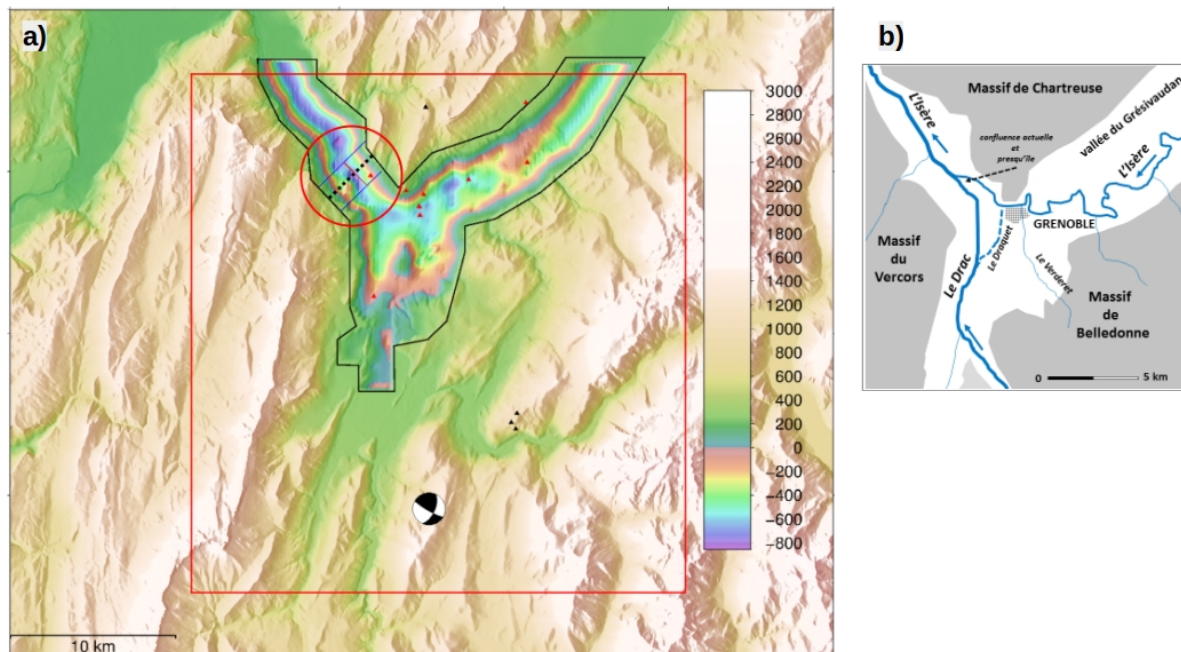 a)
3000
2400
2200
2000
1800
1600
1400
1200
1000
800
600
400
200
0
−200
−400
−600
−800
10 km
b)
Massif de Chartreuse
L'Isère
confluence actuelle
et
presqu'île
vallée du Grésivaudan
L'Isère
GRENOBLE
Massif
du
Vercors
Le Drac
Le Draquet
Le Verderet
Massif
de
Belledonne
0
5 km